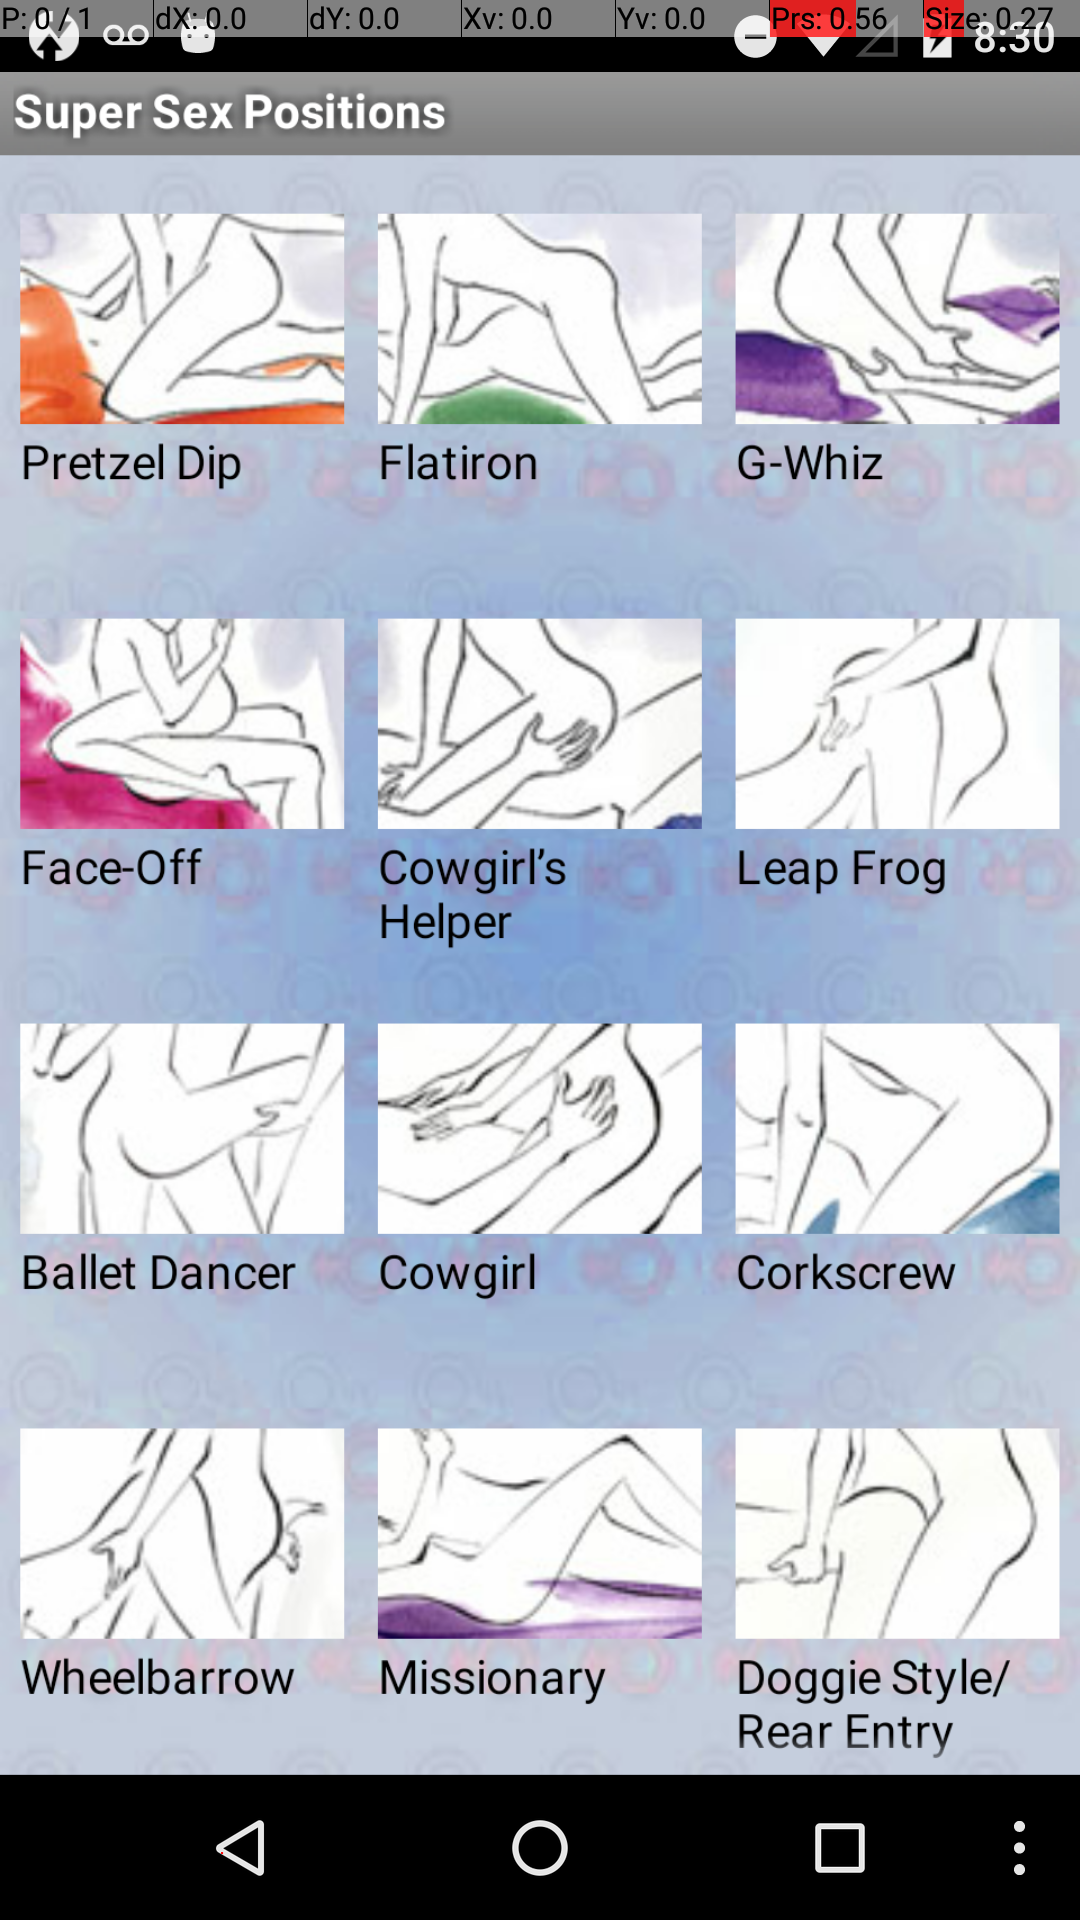 P: 0 / 1 dX: 0.0 dY: 0.0 Xv: 0.0 Yv: 0.0 Prs: 0.56 Size: 0.27
8:30
Super Sex Positions
Pretzel Dip
Flatiron
G-Whiz
Face-Off
Cowgirl’s
Helper
Leap Frog
Ballet Dancer
Cowgirl
Corkscrew
Wheelbarrow
Missionary
Doggie Style/
Rear Entry